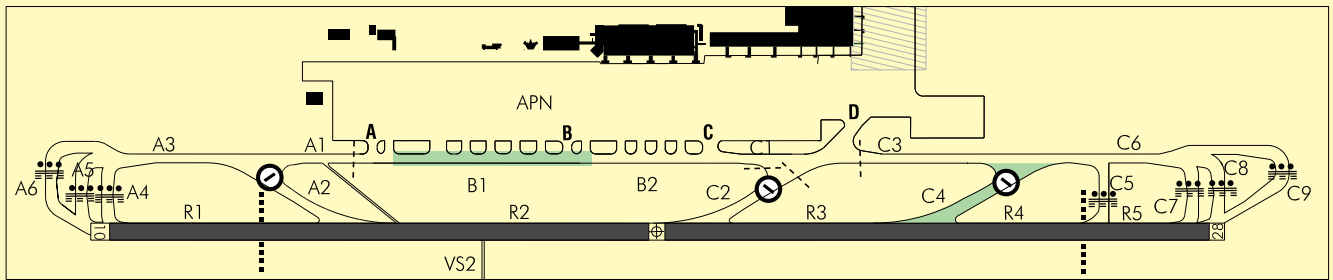 APN
A B C D
A3 A1 C1 C3 C6
A6 A5 A4 A2 B1 B2 C2 C4 C5 C7 C8 C9
R1 R2 R3 R4 R5
10 28
VS2